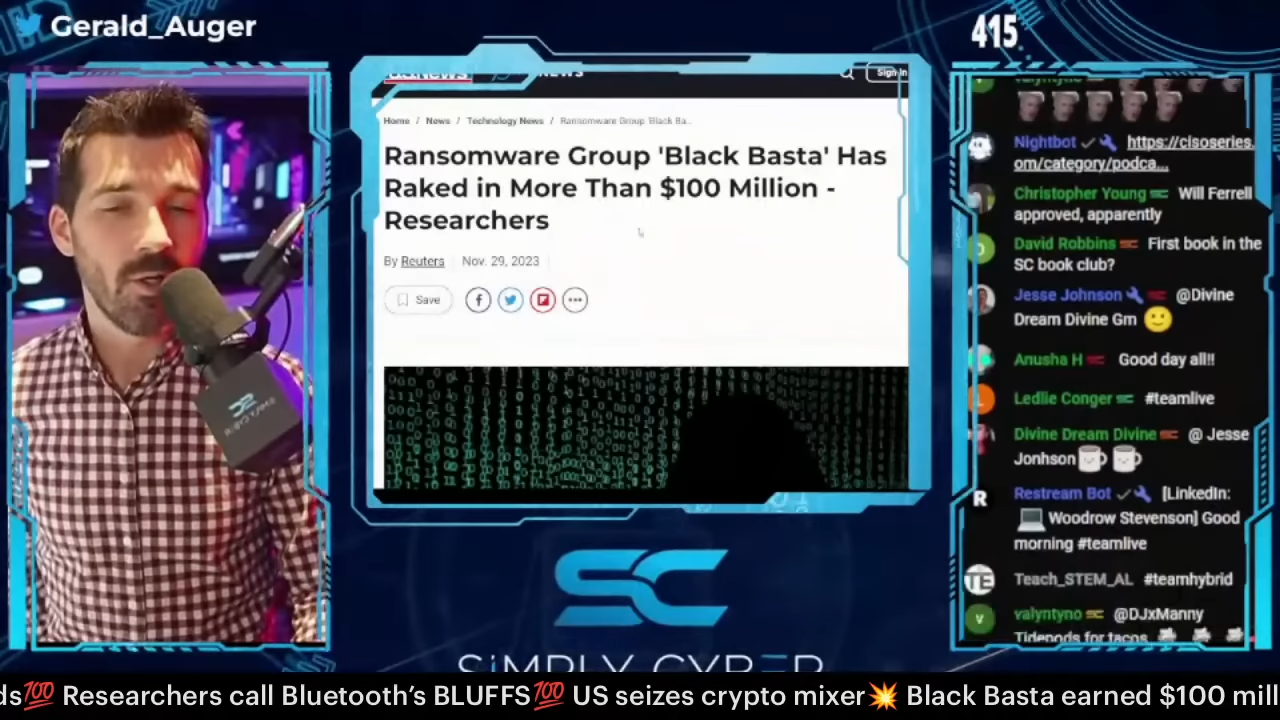 Gerald_Auger
415
Sign In
Home / News / Technology News / Ransomware Group 'Black Ba...
Ransomware Group 'Black Basta' Has
Raked in More Than $100 Million -
Researchers
By Reuters Nov. 29, 2023
Save
SC
SIMPLY CYBER
valyntyno
Nightbot https://clsoseries.
om/category/podca...
Christopher Young Will Ferrell
approved, apparently
David Robbins First book in the
SC book club?
Jesse Johnson @Divine
Dream Divine Gm 🙂
Anusha H Good day all!!
Ledlie Conger #teamlive
Divine Dream Divine @ Jesse
Jonhson
Restream Bot [LinkedIn:
💻 Woodrow Stevenson] Good
morning #teamlive
TE Teach_STEM_AL #teamhybrid
valyntyno @DJxManny
Tidepods for tacos
ds💯 Researchers call Bluetooth’s BLUFFS💯 US seizes crypto mixer💥 Black Basta earned $100 mill